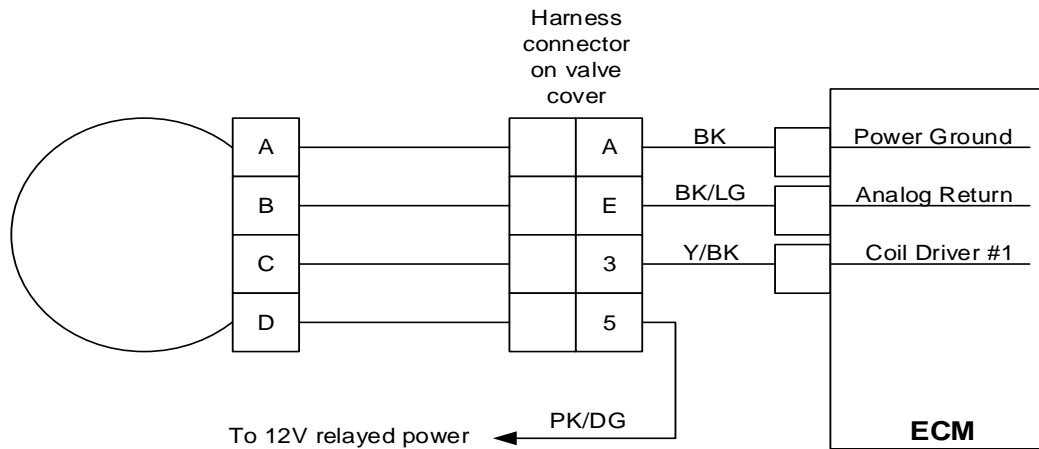 Harness
connector
on valve
cover
A
A
BK
Power Ground
B
E
BK/LG
Analog Return
C
3
Y/BK
Coil Driver #1
D
5
To 12V relayed power
PK/DG
ECM